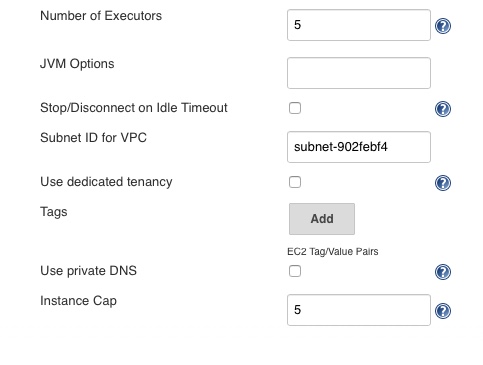 Number of Executors 5 ?
JVM Options
Stop/Disconnect on Idle Timeout ?
Subnet ID for VPC subnet-902febf4
Use dedicated tenancy ?
Tags Add
EC2 Tag/Value Pairs
Use private DNS ?
Instance Cap 5 ?